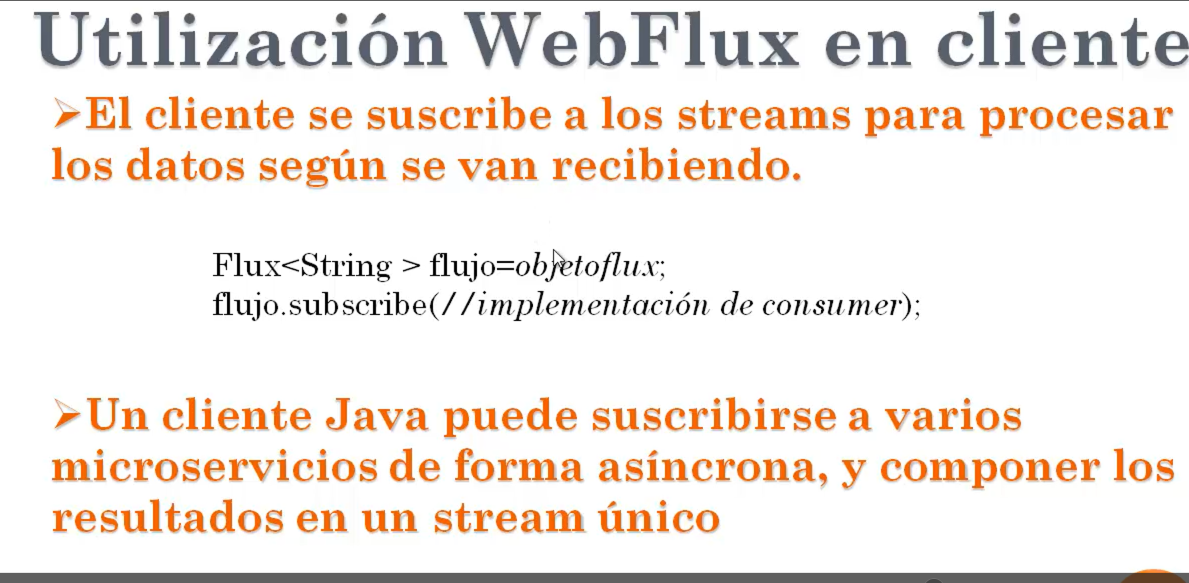 Utilización WebFlux en cliente
➢El cliente se suscribe a los streams para procesar
los datos según se van recibiendo.
Flux<String > flujo=objetoflux;
flujo.subscribe(//implementación de consumer);
➢Un cliente Java puede suscribirse a varios
microservicios de forma asíncrona, y componer los
resultados en un stream único